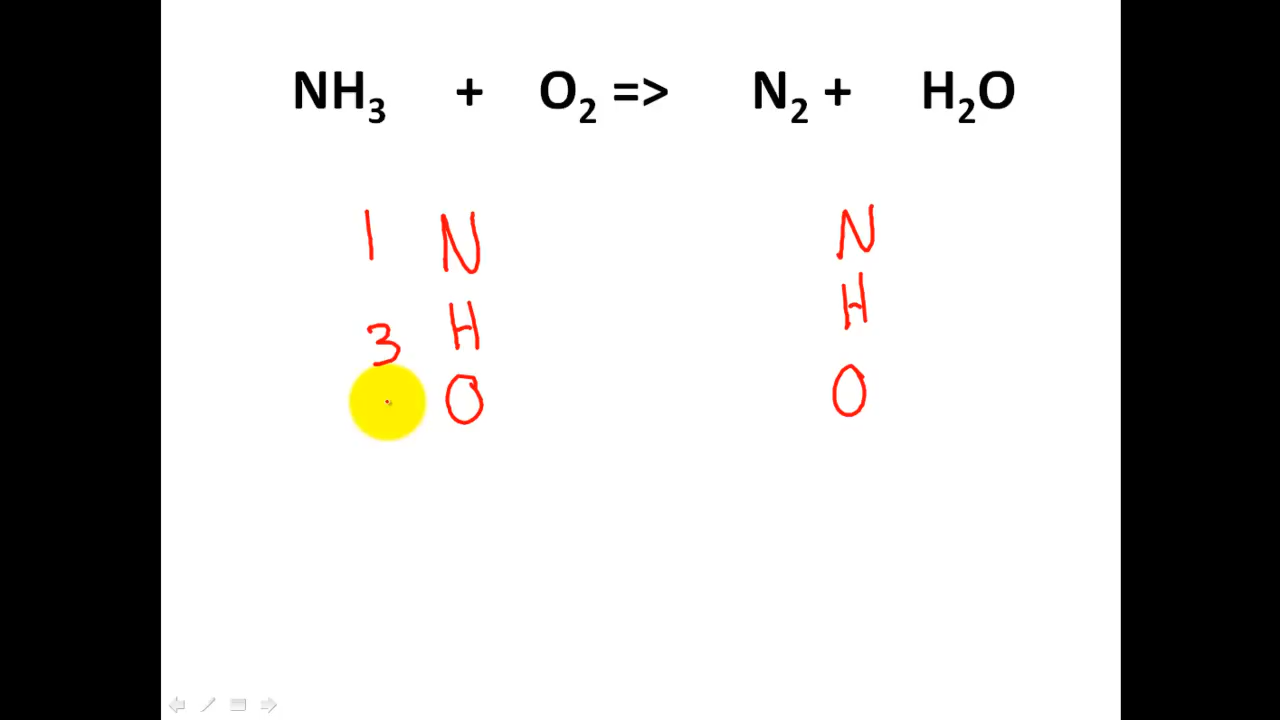 NH₃ + O₂ => N₂ + H₂O
1 N N
3 H H
O O